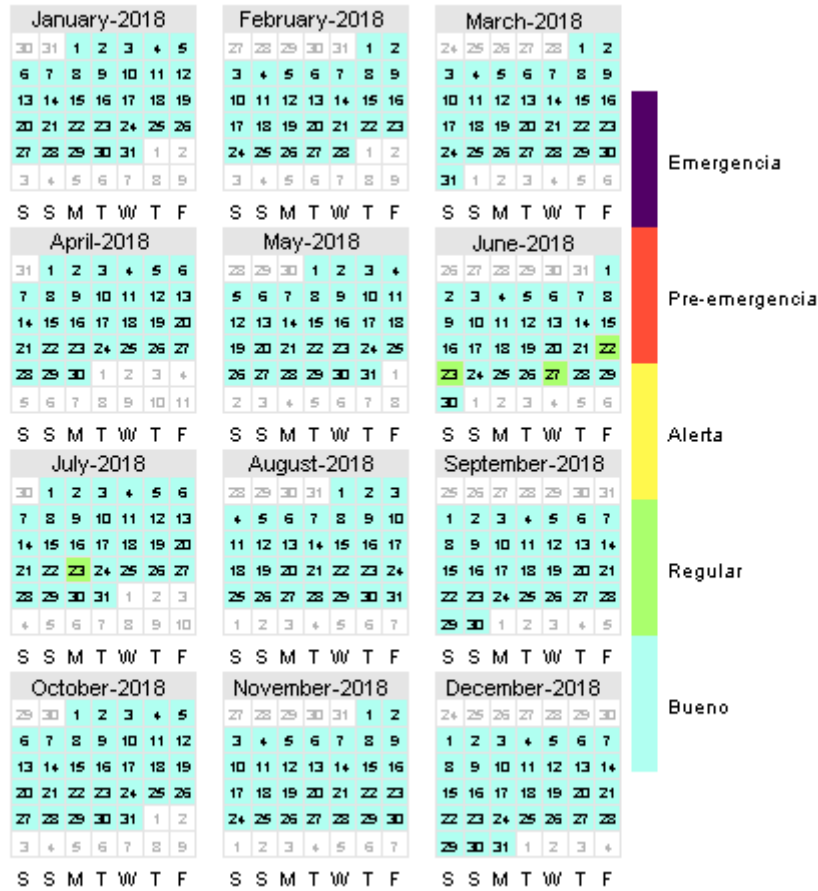 January-2018
30 31 1 2 3 4 5
6 7 8 9 10 11 12
13 14 15 16 17 18 19
20 21 22 23 24 25 26
27 28 29 30 31 1 2
3 4 5 6 7 8 9
S S M T W T F
February-2018
27 28 29 30 31 1 2
3 4 5 6 7 8 9
10 11 12 13 14 15 16
17 18 19 20 21 22 23
24 25 26 27 28 1 2
3 4 5 6 7 8 9
S S M T W T F
March-2018
24 25 26 27 28 1 2
3 4 5 6 7 8 9
10 11 12 13 14 15 16
17 18 19 20 21 22 23
24 25 26 27 28 29 30
31 1 2 3 4 5 6
S S M T W T F
April-2018
31 1 2 3 4 5 6
7 8 9 10 11 12 13
14 15 16 17 18 19 20
21 22 23 24 25 26 27
28 29 30 1 2 3 4
5 6 7 8 9 10 11
S S M T W T F
May-2018
28 29 30 1 2 3 4
5 6 7 8 9 10 11
12 13 14 15 16 17 18
19 20 21 22 23 24 25
26 27 28 29 30 31 1
2 3 4 5 6 7 8
S S M T W T F
June-2018
26 27 28 29 30 31 1
2 3 4 5 6 7 8
9 10 11 12 13 14 15
16 17 18 19 20 21 22
23 24 25 26 27 28 29
30 1 2 3 4 5 6
S S M T W T F
July-2018
30 1 2 3 4 5 6
7 8 9 10 11 12 13
14 15 16 17 18 19 20
21 22 23 24 25 26 27
28 29 30 31 1 2 3
4 5 6 7 8 9 10
S S M T W T F
August-2018
28 29 30 31 1 2 3
4 5 6 7 8 9 10
11 12 13 14 15 16 17
18 19 20 21 22 23 24
25 26 27 28 29 30 31
1 2 3 4 5 6 7
S S M T W T F
September-2018
25 26 27 28 29 30 31
1 2 3 4 5 6 7
8 9 10 11 12 13 14
15 16 17 18 19 20 21
22 23 24 25 26 27 28
29 30 1 2 3 4 5
S S M T W T F
October-2018
29 30 1 2 3 4 5
6 7 8 9 10 11 12
13 14 15 16 17 18 19
20 21 22 23 24 25 26
27 28 29 30 31 1 2
3 4 5 6 7 8 9
S S M T W T F
November-2018
27 28 29 30 31 1 2
3 4 5 6 7 8 9
10 11 12 13 14 15 16
17 18 19 20 21 22 23
24 25 26 27 28 29 30
1 2 3 4 5 6 7
S S M T W T F
December-2018
24 25 26 27 28 29 30
1 2 3 4 5 6 7
8 9 10 11 12 13 14
15 16 17 18 19 20 21
22 23 24 25 26 27 28
29 30 31 1 2 3 4
S S M T W T F
Emergencia
Pre-emergencia
Alerta
Regular
Bueno